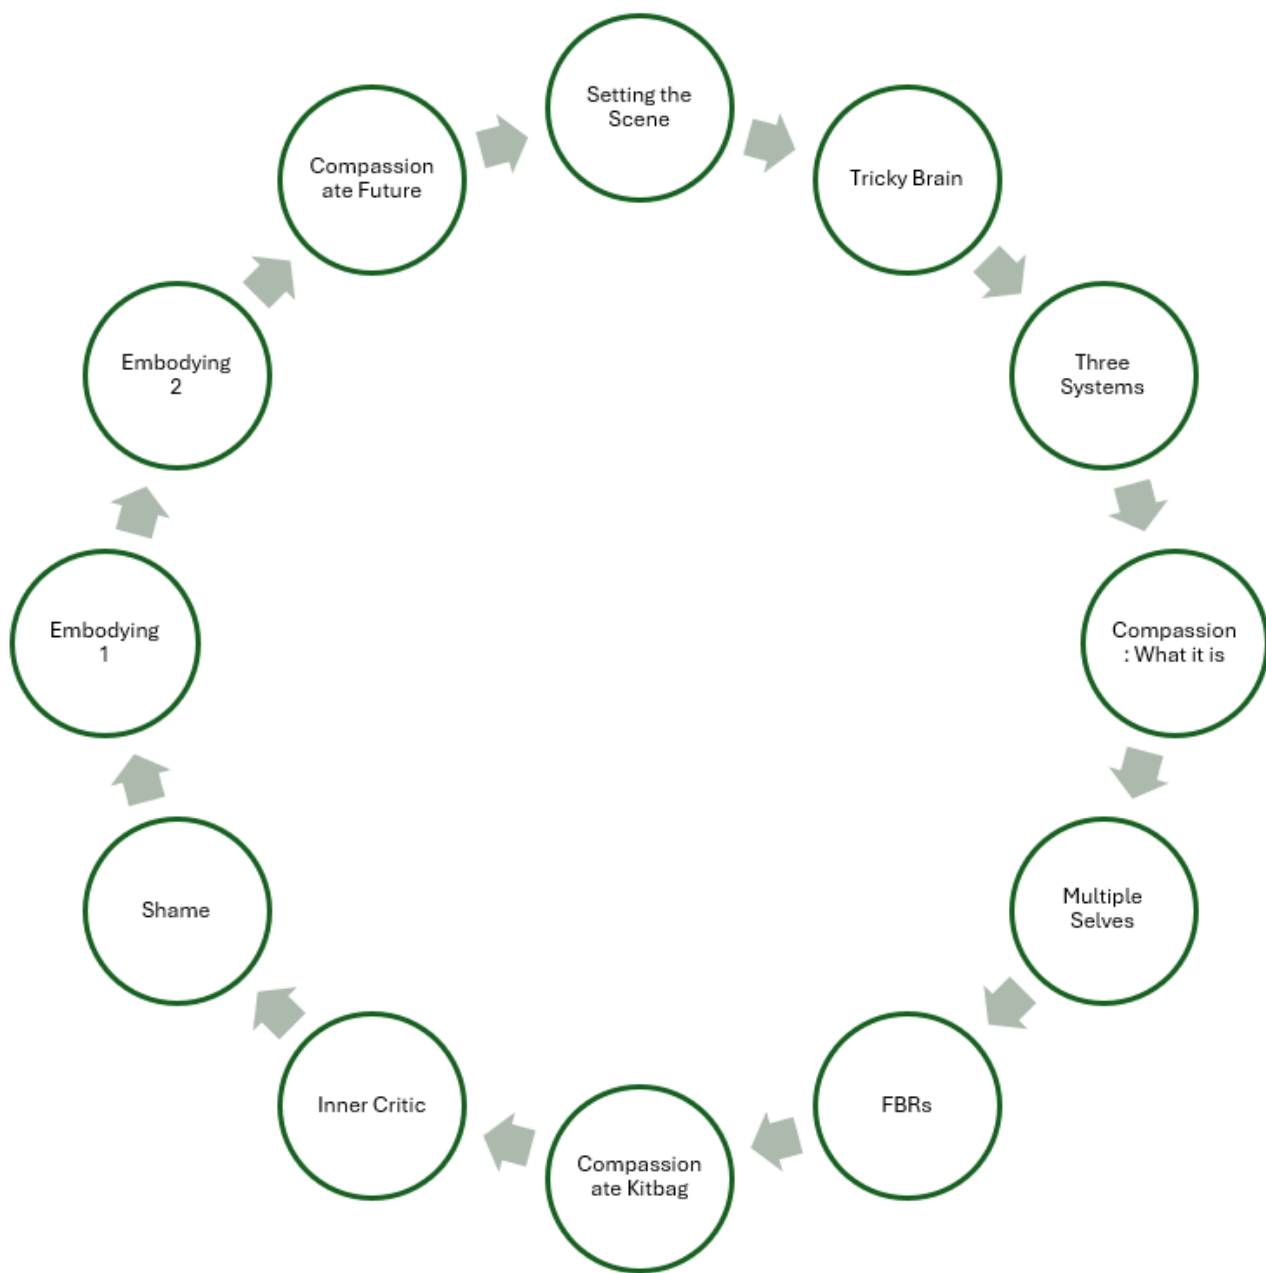 Setting the
Scene
Tricky Brain
Three
Systems
Compassion
: What it is
Multiple
Selves
FBRs
Compassion
ate Kitbag
Inner Critic
Shame
Embodying
1
Embodying
2
Compassion
ate Future